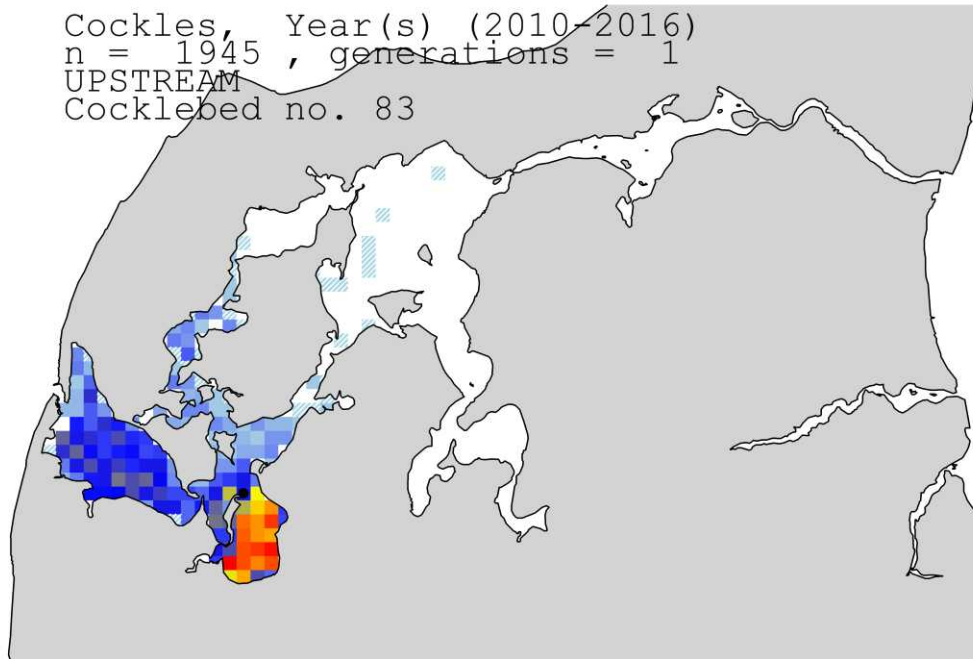 Cockles, Year(s) (2010-2016)
n = 1945 , generations = 1
UPSTREAM
Cocklebed no. 83